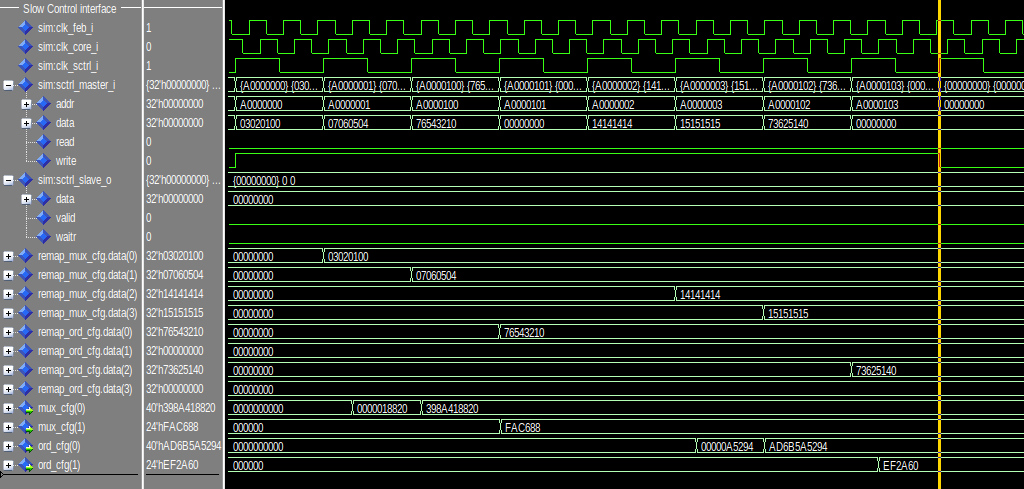 Slow Control interface
sim:clk_feb_i 1
sim:clk_core_i 0
sim:clk_sctrl_i 1
sim:sctrl_master_i {32'h00000000} ... {A0000000} {030... {A0000001} {070... {A0000100} {765... {A0000101} {000... {A0000002} {141... {A0000003} {151... {A0000102} {736... {A0000103} {000... {00000000} {000000
addr 32'h00000000 A0000000 A0000001 A0000100 A0000101 A0000002 A0000003 A0000102 A0000103 00000000
data 32'h00000000 03020100 07060504 76543210 00000000 14141414 15151515 73625140 00000000
read 0
write 0
sim:sctrl_slave_o {32'h00000000} ... {00000000} 0 0
data 32'h00000000 00000000
valid 0
waitr 0
remap_mux_cfg.data(0) 32'h03020100 00000000 03020100
remap_mux_cfg.data(1) 32'h07060504 00000000 07060504
remap_mux_cfg.data(2) 32'h14141414 00000000 14141414
remap_mux_cfg.data(3) 32'h15151515 00000000 15151515
remap_ord_cfg.data(0) 32'h76543210 00000000 76543210
remap_ord_cfg.data(1) 32'h00000000 00000000
remap_ord_cfg.data(2) 32'h73625140 00000000 73625140
remap_ord_cfg.data(3) 32'h00000000 00000000
mux_cfg(0) 40'h398A418820 0000000000 0000018820 398A418820
mux_cfg(1) 24'hFAC688 000000 FAC688
ord_cfg(0) 40'hAD6B5A5294 0000000000 00000A5294 AD6B5A5294
ord_cfg(1) 24'hEF2A60 000000 EF2A60